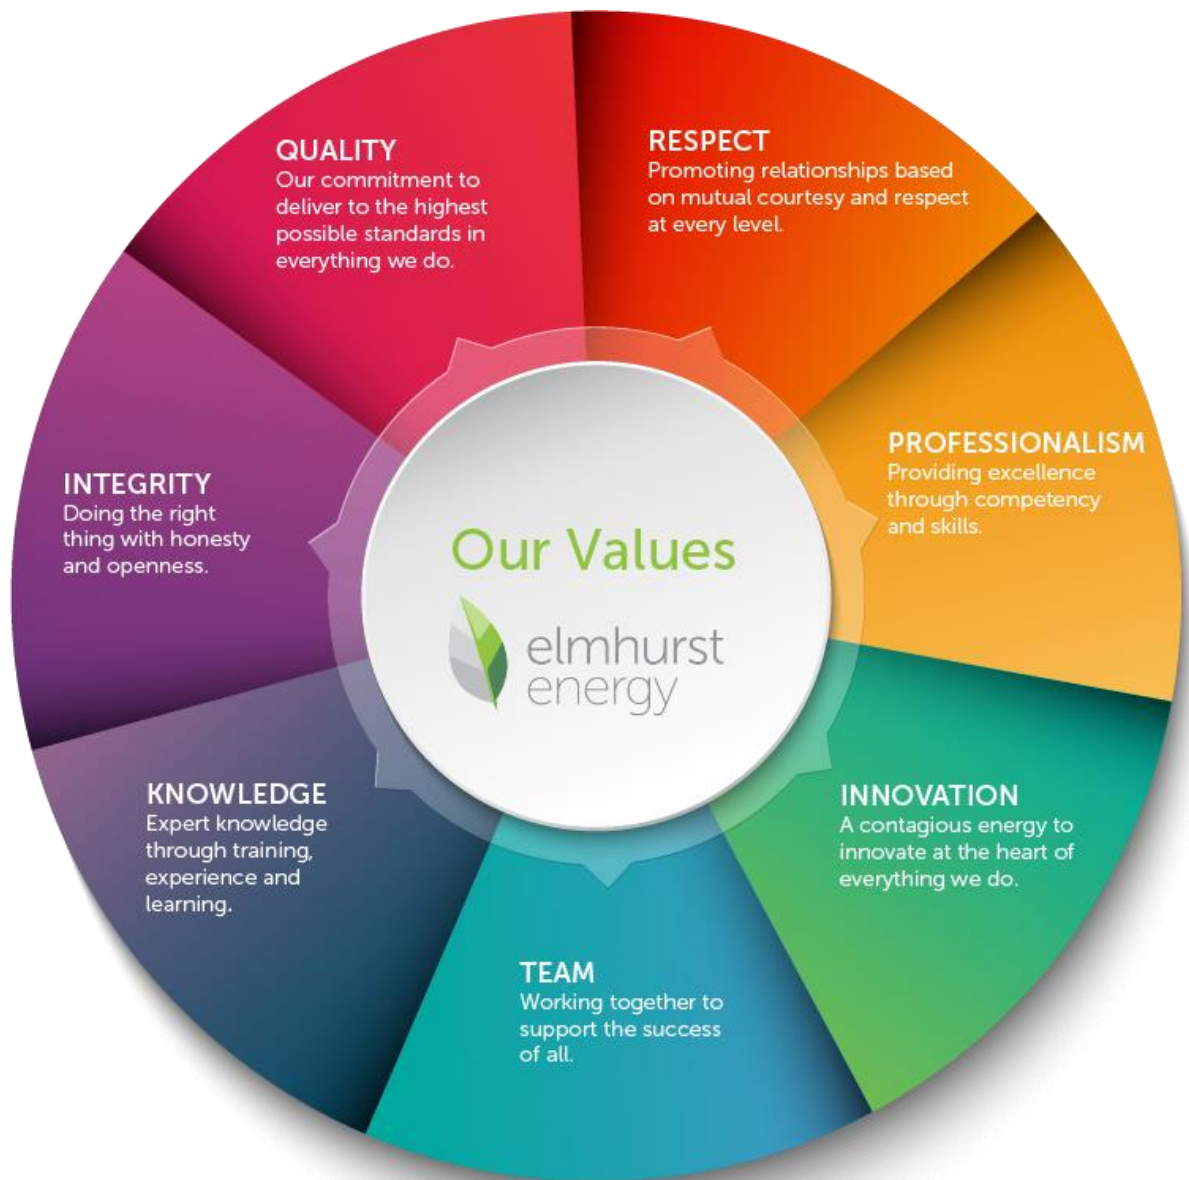 QUALITY
Our commitment to
deliver to the highest
possible standards in
everything we do.
RESPECT
Promoting relationships based
on mutual courtesy and respect
at every level.
PROFESSIONALISM
Providing excellence
through competency
and skills.
INNOVATION
A contagious energy to
innovate at the heart of
everything we do.
TEAM
Working together to
support the success
of all.
KNOWLEDGE
Expert knowledge
through training,
experience and
learning.
INTEGRITY
Doing the right
thing with honesty
and openness.
Our Values
elmhurst
energy